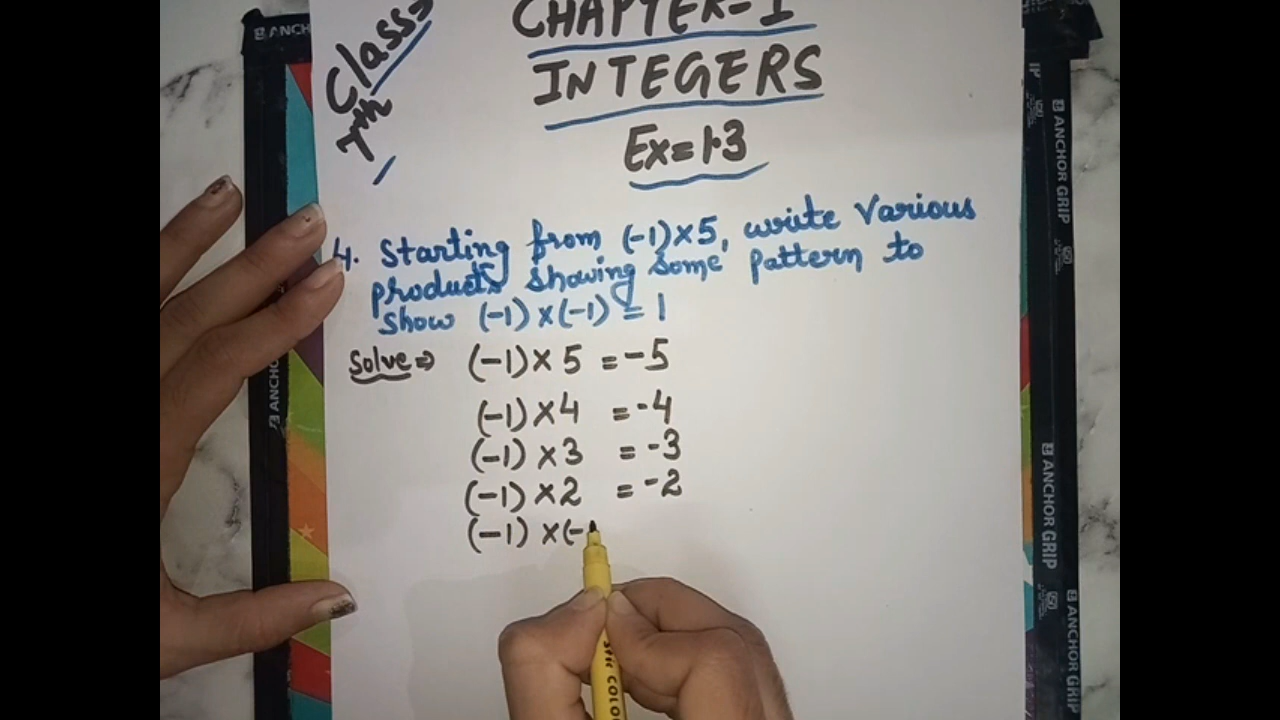 Class⇒
7th
CHAPTER-1
INTEGERS
Ex=1.3
4. Starting from (-1)×5, write various
products showing some pattern to
show (-1)×(-1) = 1
Solve⇒ (-1)×5 = -5
(-1)×4 = -4
(-1)×3 = -3
(-1)×2 = -2
(-1)×(-
ANCHOR GRIP
ANCHOR GRIP
ANCHOR GRIP
ANCHOR GRIP